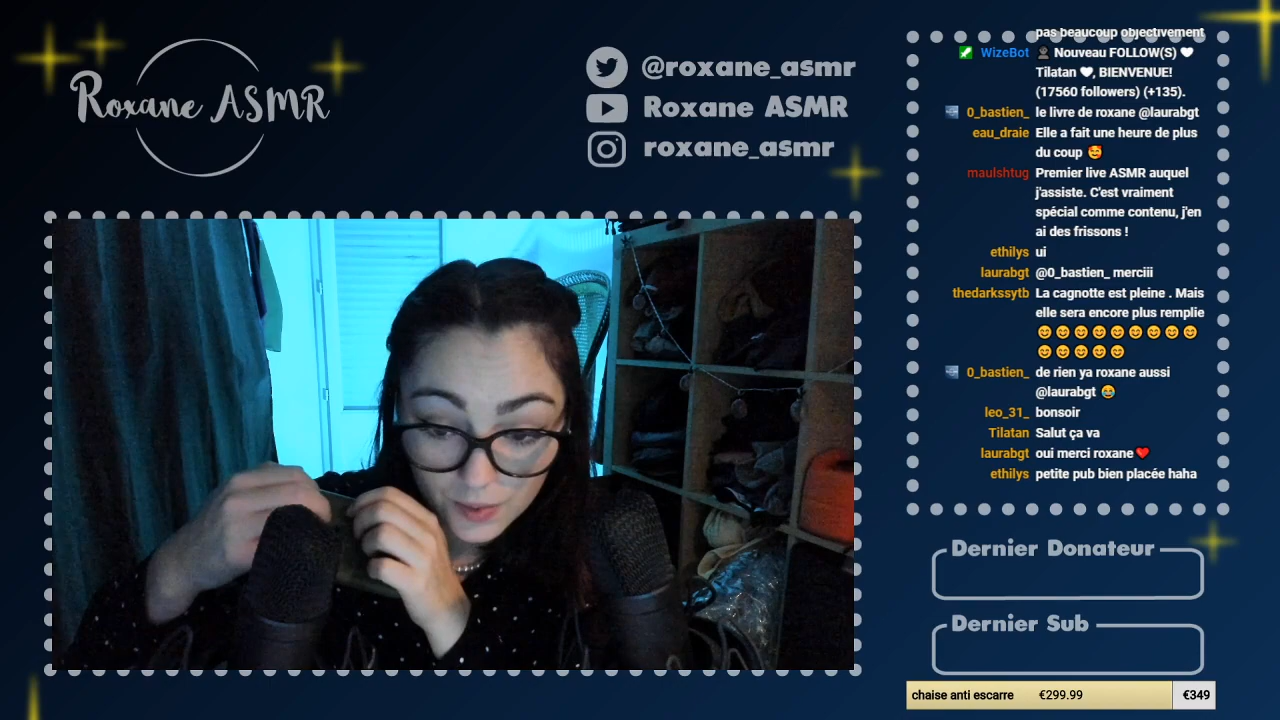 Roxane ASMR
@roxane_asmr
Roxane ASMR
roxane_asmr
pas beaucoup objectivement
WizeBot Nouveau FOLLOW(S) 🤍
Tilatan 🤍, BIENVENUE!
(17560 followers) (+135).
0_bastien_ le livre de roxane @laurabgt
eau_draie Elle a fait une heure de plus
du coup 🥰
maulshtug Premier live ASMR auquel
j'assiste. C'est vraiment
spécial comme contenu, j'en
ai des frissons !
ethilys ui
laurabgt @0_bastien_ merciii
thedarkssytb La cagnotte est pleine . Mais
elle sera encore plus remplie
😊😊😊😊😊😊😊😊😊
😊😊😊😊😊
0_bastien_ de rien ya roxane aussi
@laurabgt 😂
leo_31_ bonsoir
Tilatan Salut ça va
laurabgt oui merci roxane❤️
ethilys petite pub bien placée haha
Dernier Donateur
Dernier Sub
chaise anti escarre €299.99 €349